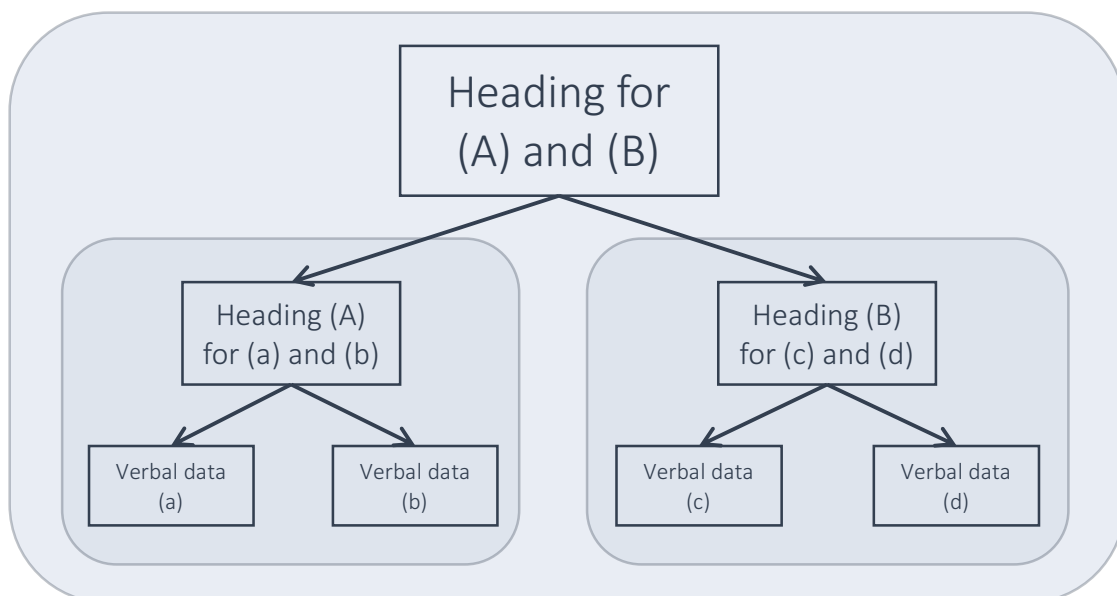 Heading for
(A) and (B)
Heading (A)
for (a) and (b)
Heading (B)
for (c) and (d)
Verbal data
(a)
Verbal data
(b)
Verbal data
(c)
Verbal data
(d)